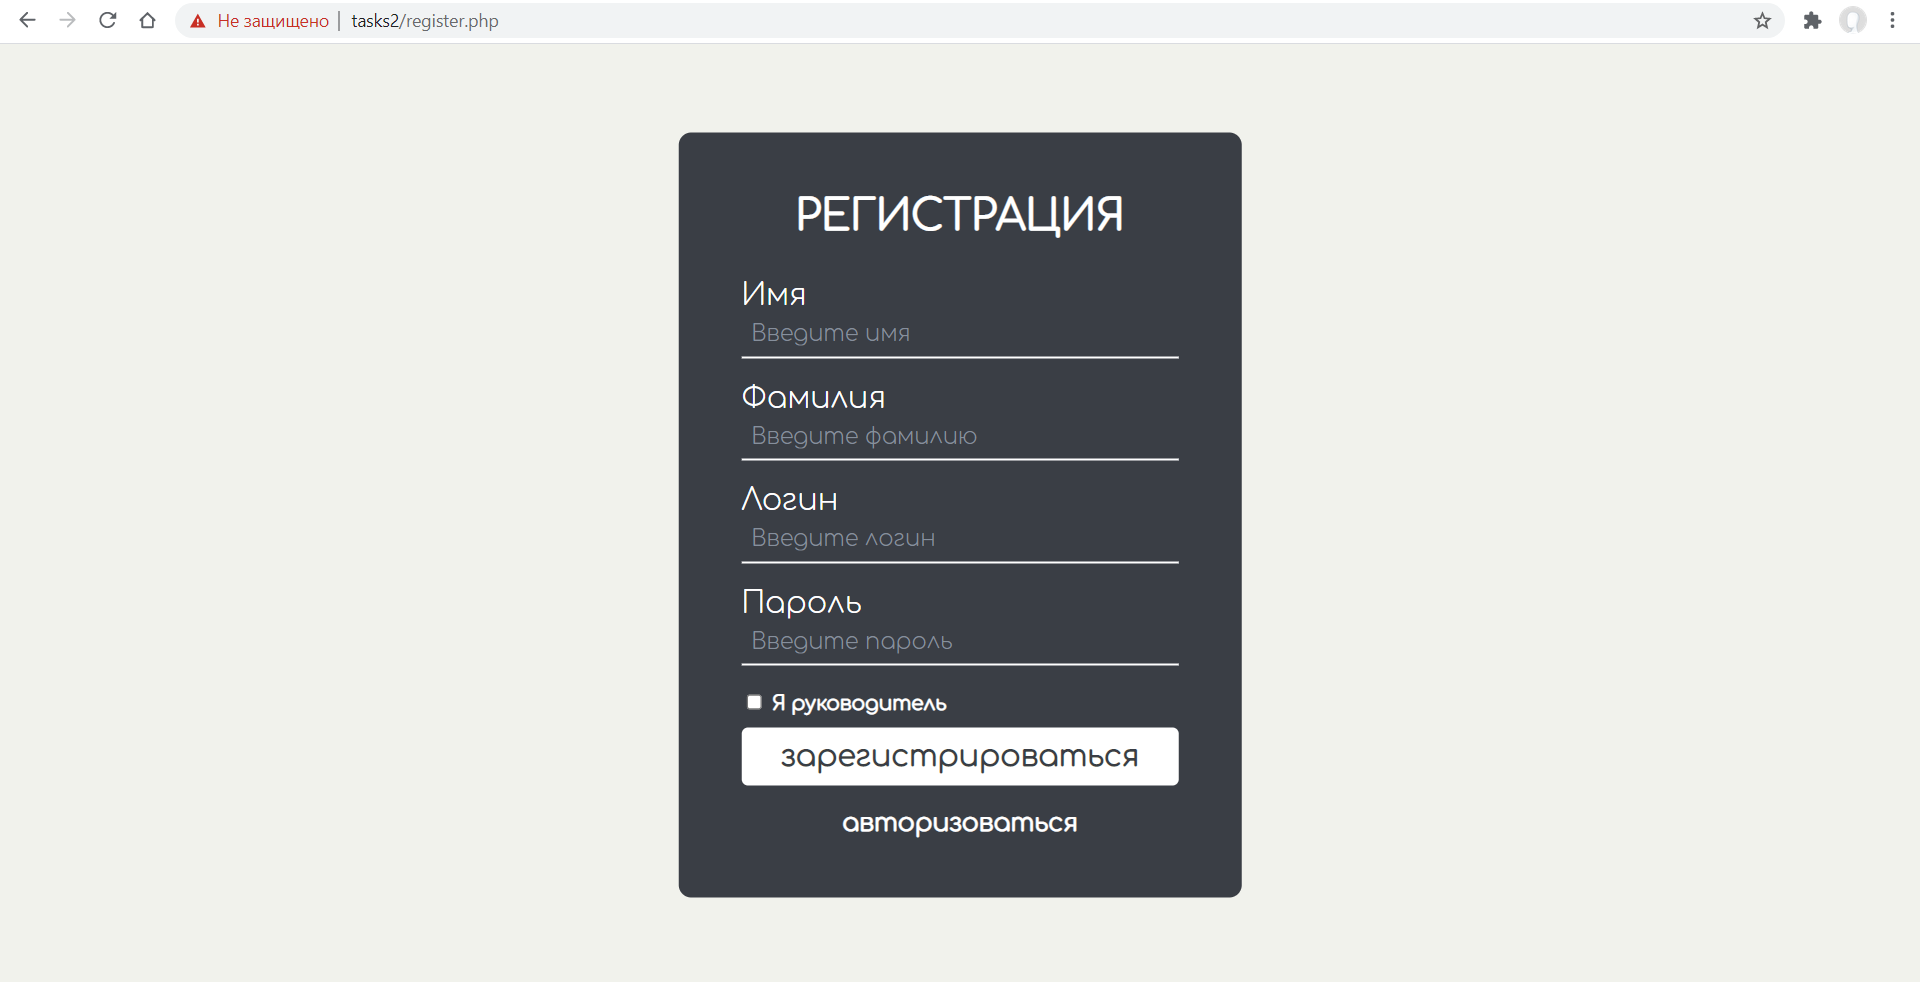 Не защищено | tasks2/register.php
РЕГИСТРАЦИЯ
Имя
Введите имя
Фамилия
Введите фамилию
Логин
Введите логин
Пароль
Введите пароль
Я руководитель
зарегистрироваться
авторизоваться